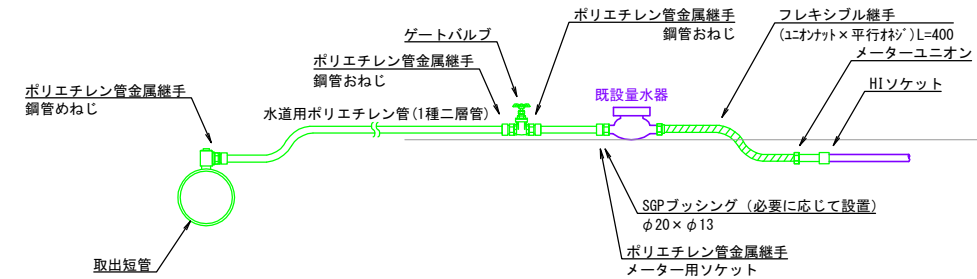 ポリエチレン管金属継手
鋼管おねじ
フレキシブル継手
(ﾕﾆｵﾝﾅｯﾄ×平行ｵﾈｼﾞ)L=400
ゲートバルブ
メーターユニオン
ポリエチレン管金属継手
鋼管おねじ
HIソケット
ポリエチレン管金属継手
鋼管めねじ
既設量水器
水道用ポリエチレン管(1種二層管)
SGPブッシング（必要に応じて設置）
φ20×φ13
ポリエチレン管金属継手
メーター用ソケット
取出短管